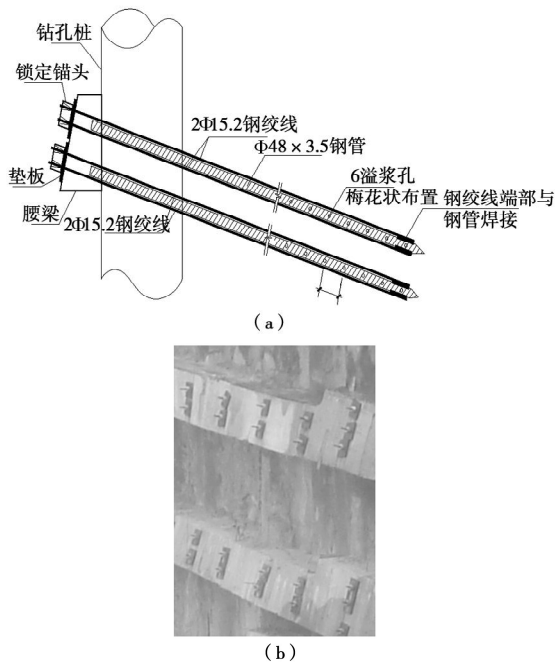 钻孔桩
锁定锚头
2Φ15.2钢绞线
Φ48×3.5钢管
6溢浆孔
梅花状布置
钢绞线端部与
钢管焊接
垫板
腰梁
2Φ15.2钢绞线
(a)
(b)